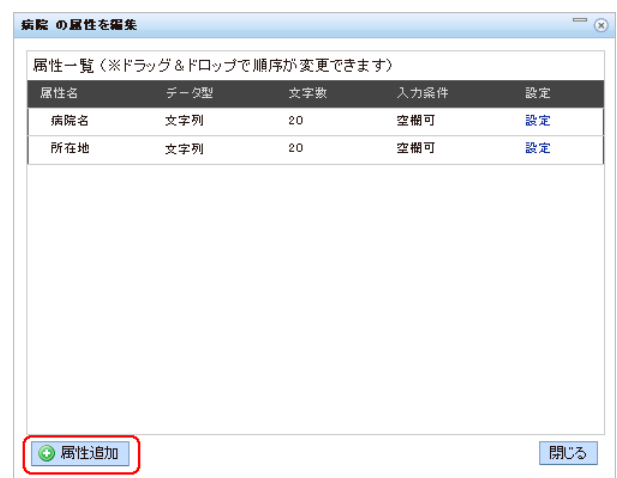 病院 の属性を編集
属性一覧（※ドラッグ＆ドロップで順序が変更できます）
属性名 データ型 文字数 入力条件 設定
病院名 文字列 20 空欄可 設定
所在地 文字列 20 空欄可 設定
属性追加 閉じる